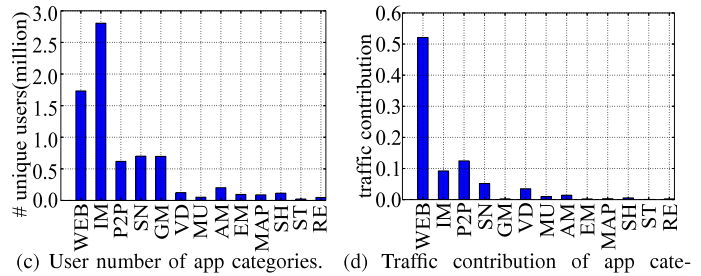 # unique users(million)
3.0
2.5
2.0
1.5
1.0
0.5
0.0
WEB IM P2P SN GM VD MU AM EM MAP SH ST RE
(c) User number of app categories.
traffic contribution
0.6
0.5
0.4
0.3
0.2
0.1
0.0
WEB IM P2P SN GM VD MU AM EM MAP SH ST RE
(d) Traffic contribution of app cate-